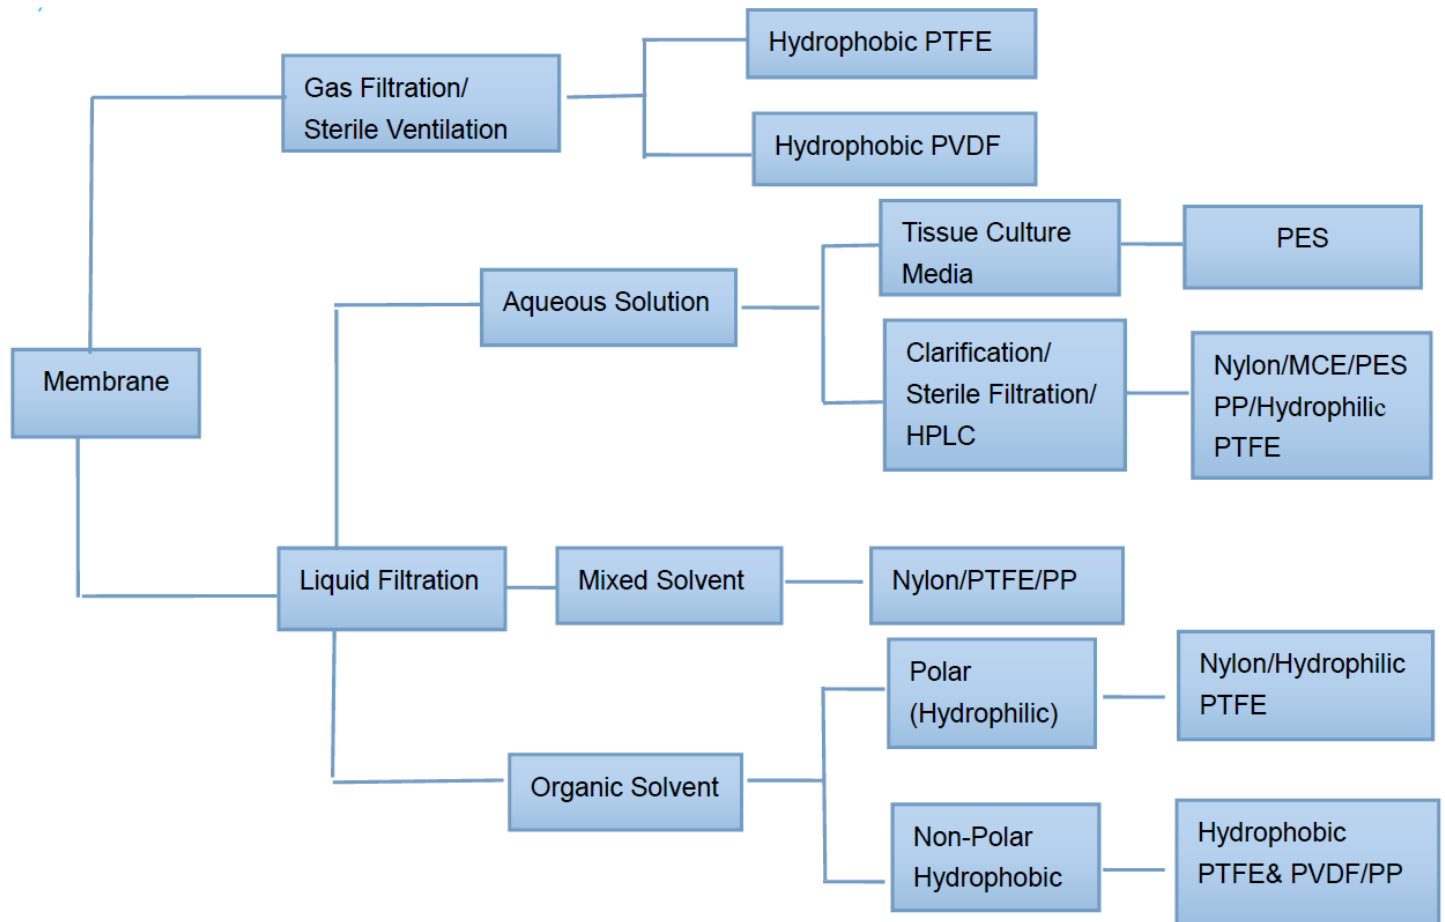 Hydrophobic PTFE
Gas Filtration/
Sterile Ventilation
Hydrophobic PVDF
Tissue Culture
Media
PES
Aqueous Solution
Clarification/
Sterile Filtration/
HPLC
Nylon/MCE/PES
PP/Hydrophilic
PTFE
Membrane
Liquid Filtration
Mixed Solvent
Nylon/PTFE/PP
Polar
(Hydrophilic)
Nylon/Hydrophilic
PTFE
Organic Solvent
Non-Polar
Hydrophobic
Hydrophobic
PTFE& PVDF/PP